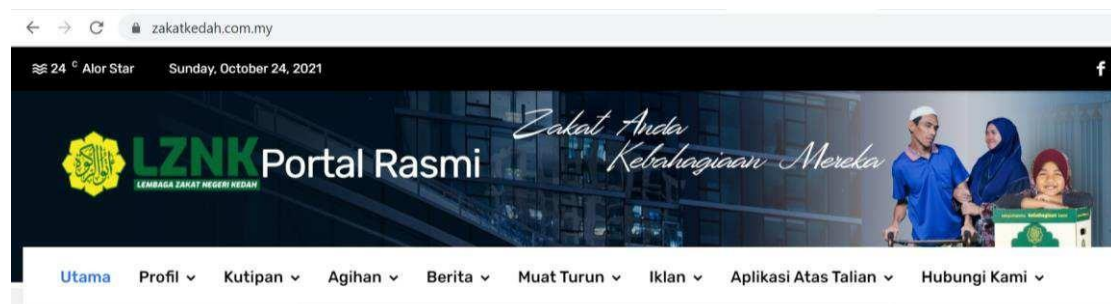 zakatkedah.com.my
24 C Alor Star Sunday, October 24, 2021
Zakat Anda
Kebahagiaan Mereka
LZNK Portal Rasmi
LEMBAGA ZAKAT NEGERI KEDAH
Utama Profil Kutipan Agihan Berita Muat Turun Iklan Aplikasi Atas Talian Hubungi Kami